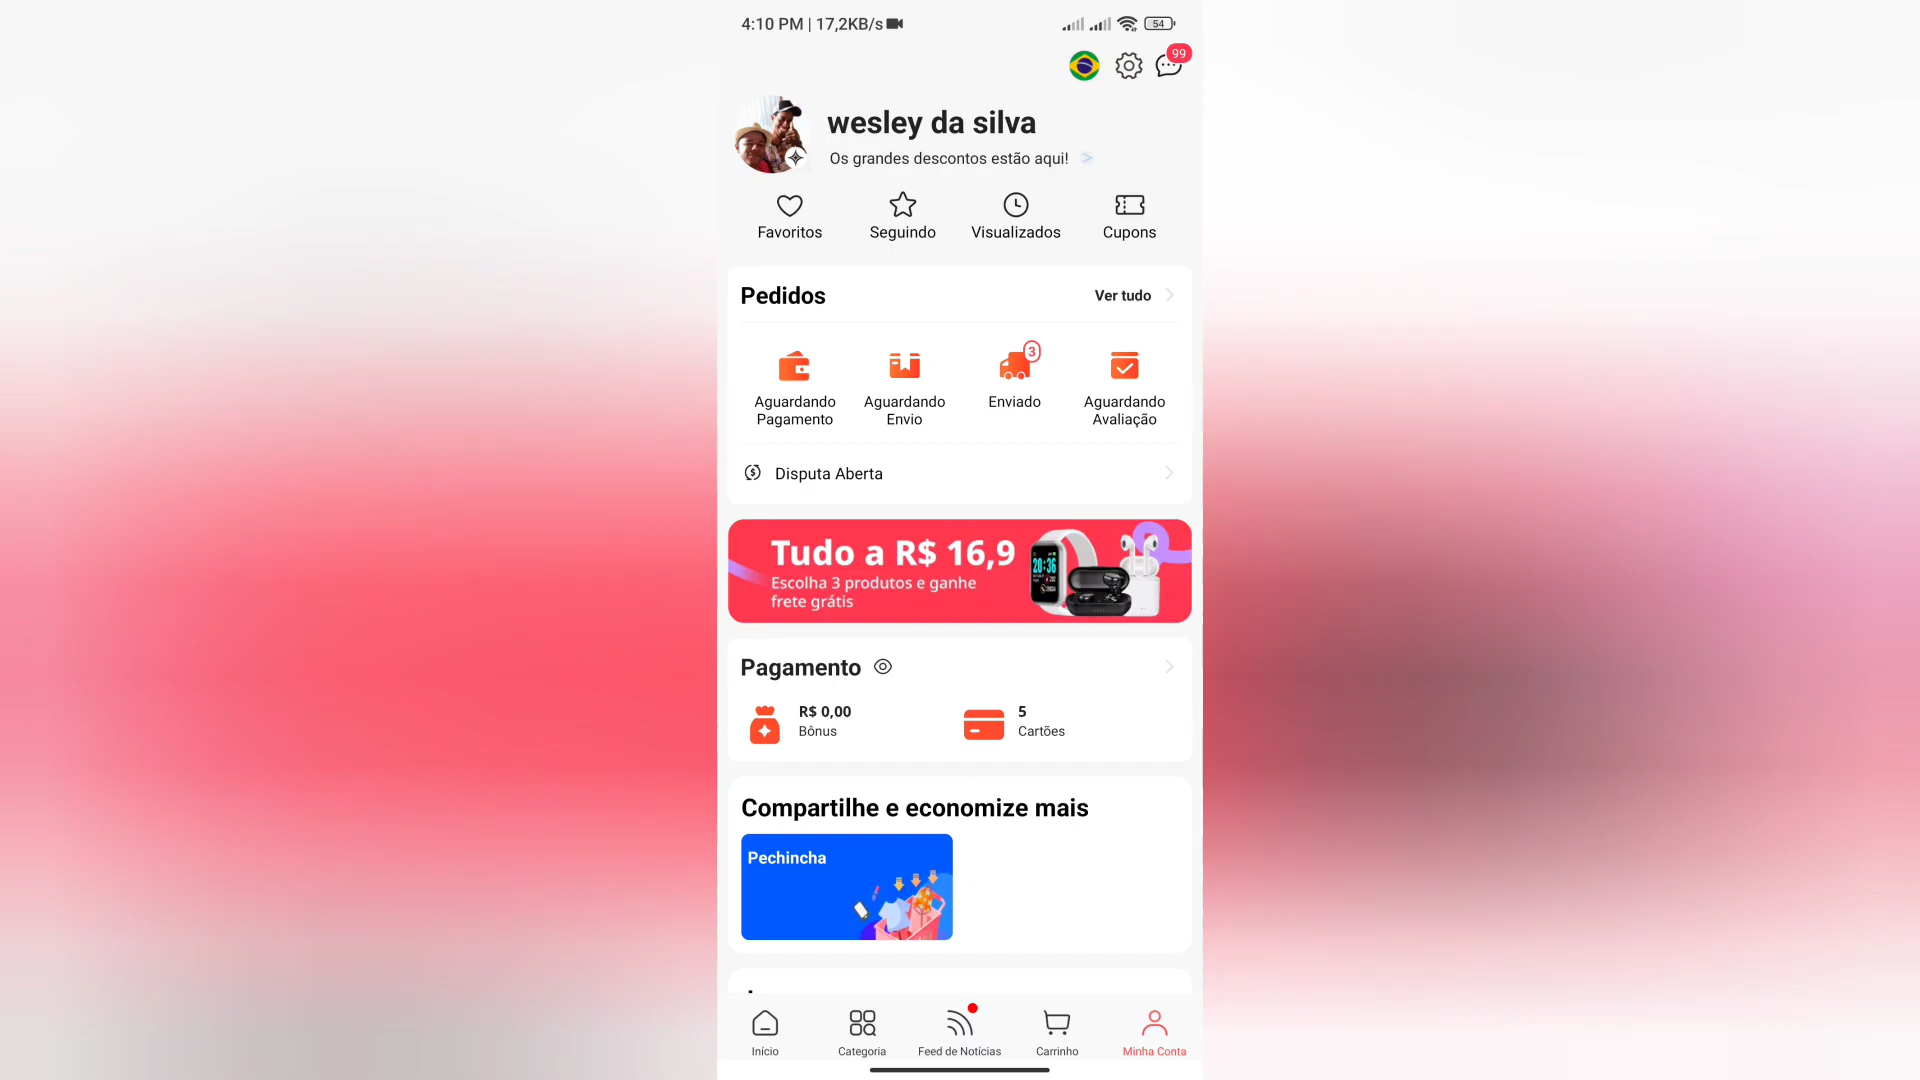 4:10 PM | 17,2KB/s
54
99
wesley da silva
Os grandes descontos estão aqui! >
Favoritos
Seguindo
Visualizados
Cupons
Pedidos
Ver tudo
3
Aguardando
Pagamento
Aguardando
Envio
Enviado
Aguardando
Avaliação
Disputa Aberta
Tudo a R$ 16,9
Escolha 3 produtos e ganhe
frete grátis
20:36
Pagamento
R$ 0,00
Bônus
5
Cartões
Compartilhe e economize mais
Pechincha
Início
Categoria
Feed de Notícias
Carrinho
Minha Conta